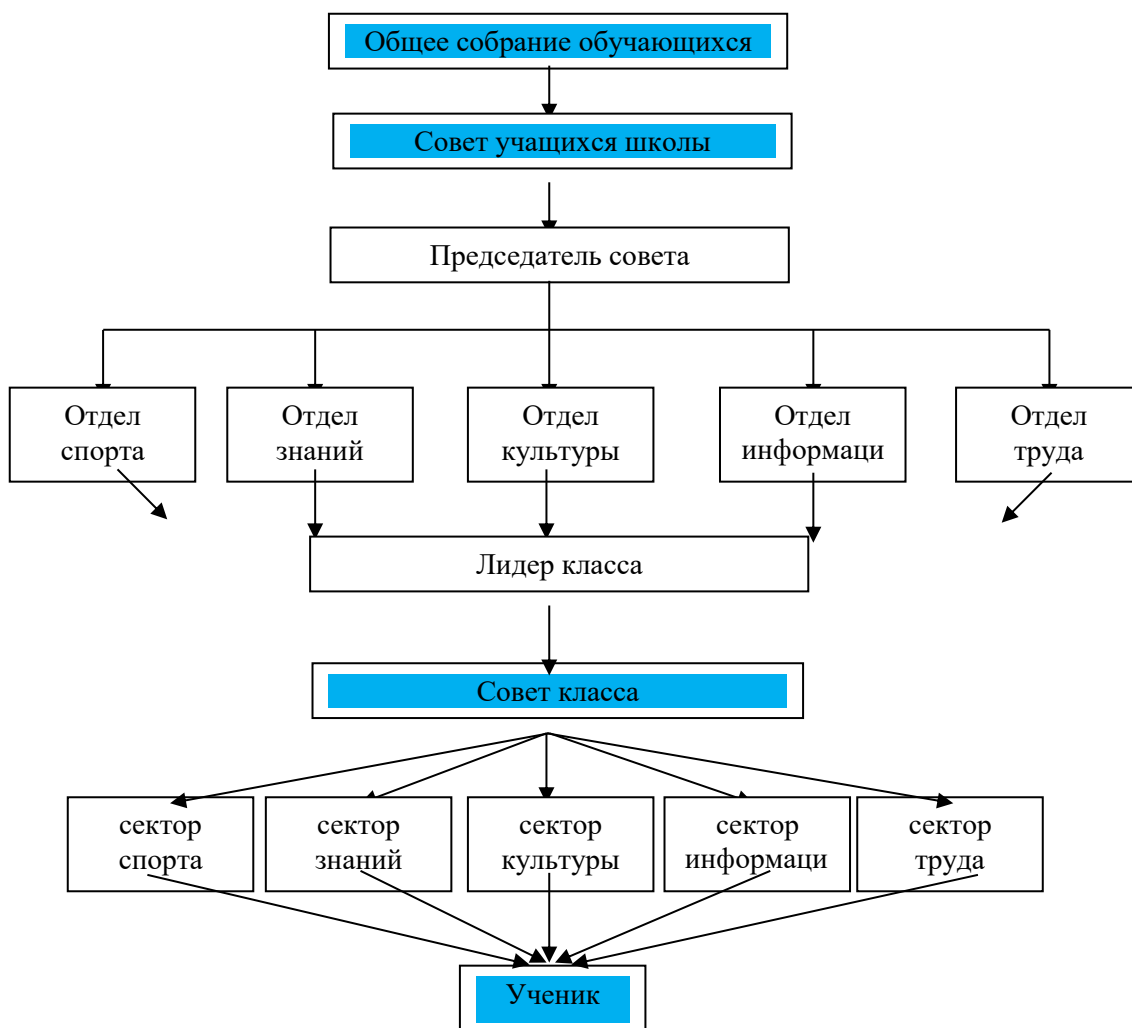 Общее собрание обучающихся
Совет учащихся школы
Председатель совета
Отдел
спорта
Отдел
знаний
Отдел
культуры
Отдел
информаци
Отдел
труда
Лидер класса
Совет класса
сектор
спорта
сектор
знаний
сектор
культуры
сектор
информаци
сектор
труда
Ученик